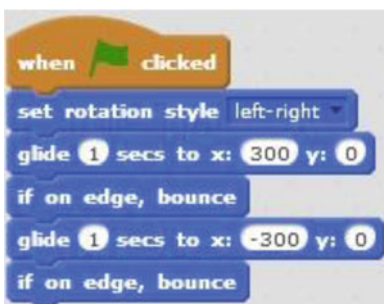 when clicked
set rotation style left-right
glide 1 secs to x: 300 y: 0
if on edge, bounce
glide 1 secs to x: -300 y: 0
if on edge, bounce